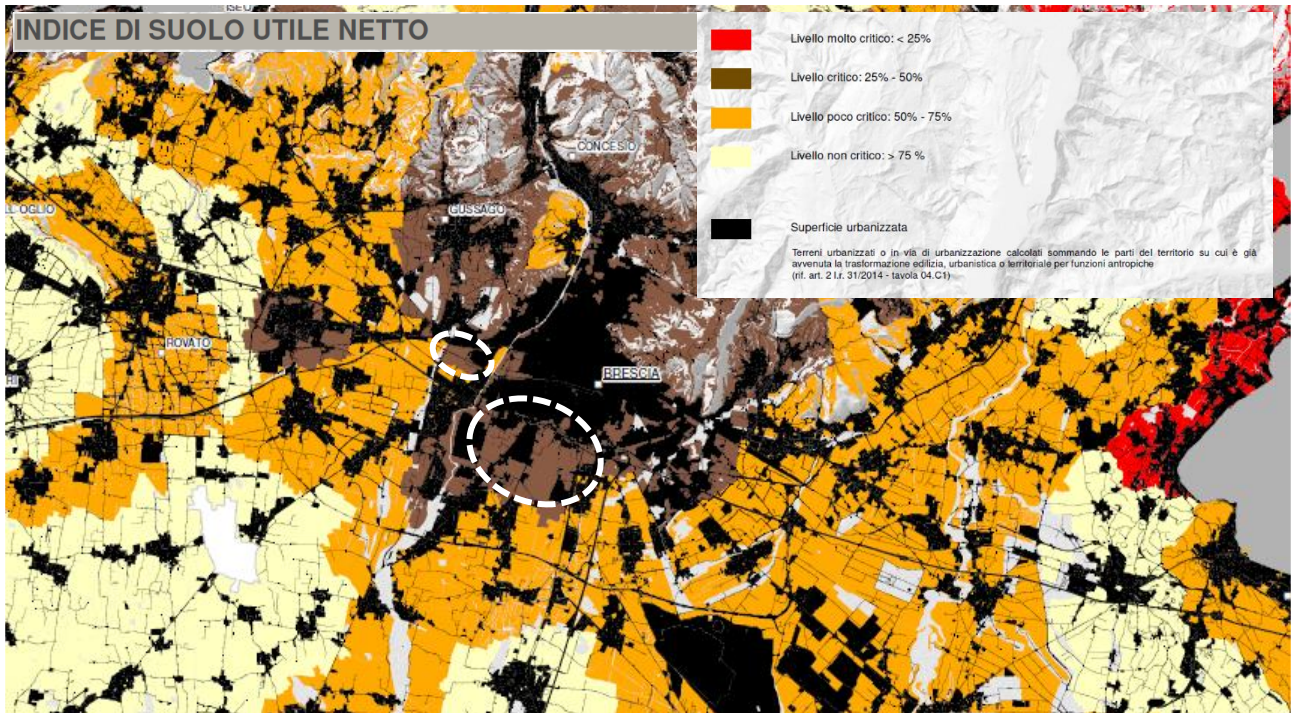 ISEO
INDICE DI SUOLO UTILE NETTO
Livello molto critico: < 25%
Livello critico: 25% - 50%
Livello poco critico: 50% - 75%
Livello non critico: > 75 %
Superficie urbanizzata
Terreni urbanizzati o in via di urbanizzazione calcolati sommando le parti del territorio su cui è già
avvenuta la trasformazione edilizia, urbanistica o territoriale per funzioni antropiche
(rif. art. 2 l.r. 31/2014 - tavola 04.C1)
CONCESIO
GUSSAGO
L'OGLIO
ROVATO
BRESCIA
RI